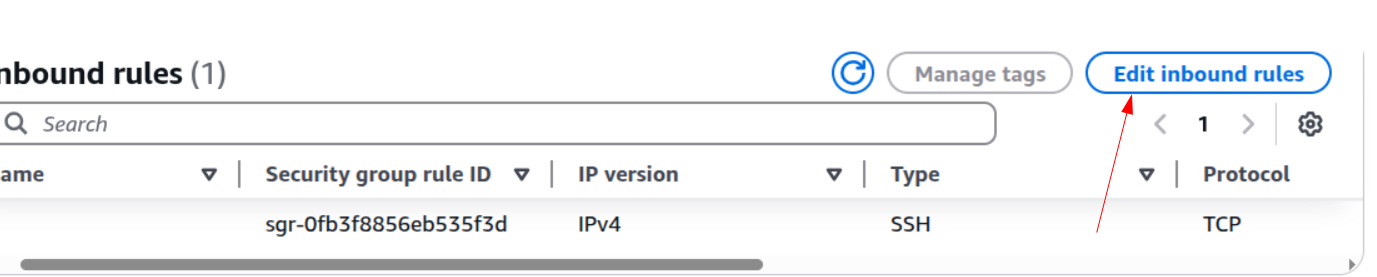 nbound rules (1)
Manage tags
Edit inbound rules
Search
1
ame
Security group rule ID
IP version
Type
Protocol
sgr-0fb3f8856eb535f3d
IPv4
SSH
TCP